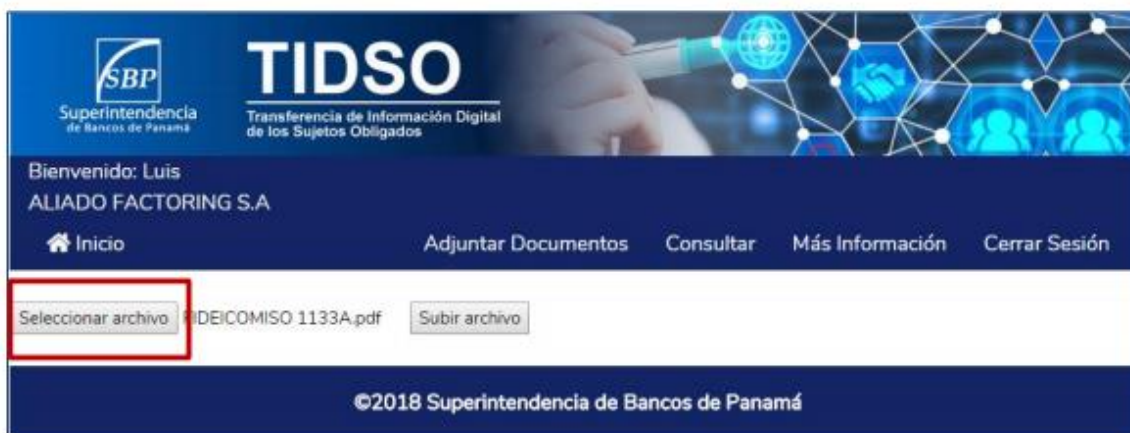 SBP
Superintendencia
de Bancos de Panamá
TIDSO
Transferencia de Información Digital
de los Sujetos Obligados
Bienvenido: Luis
ALIADO FACTORING S.A
Inicio Adjuntar Documentos Consultar Más Información Cerrar Sesión
Seleccionar archivo FIDEICOMISO 1133A.pdf Subir archivo
©2018 Superintendencia de Bancos de Panamá